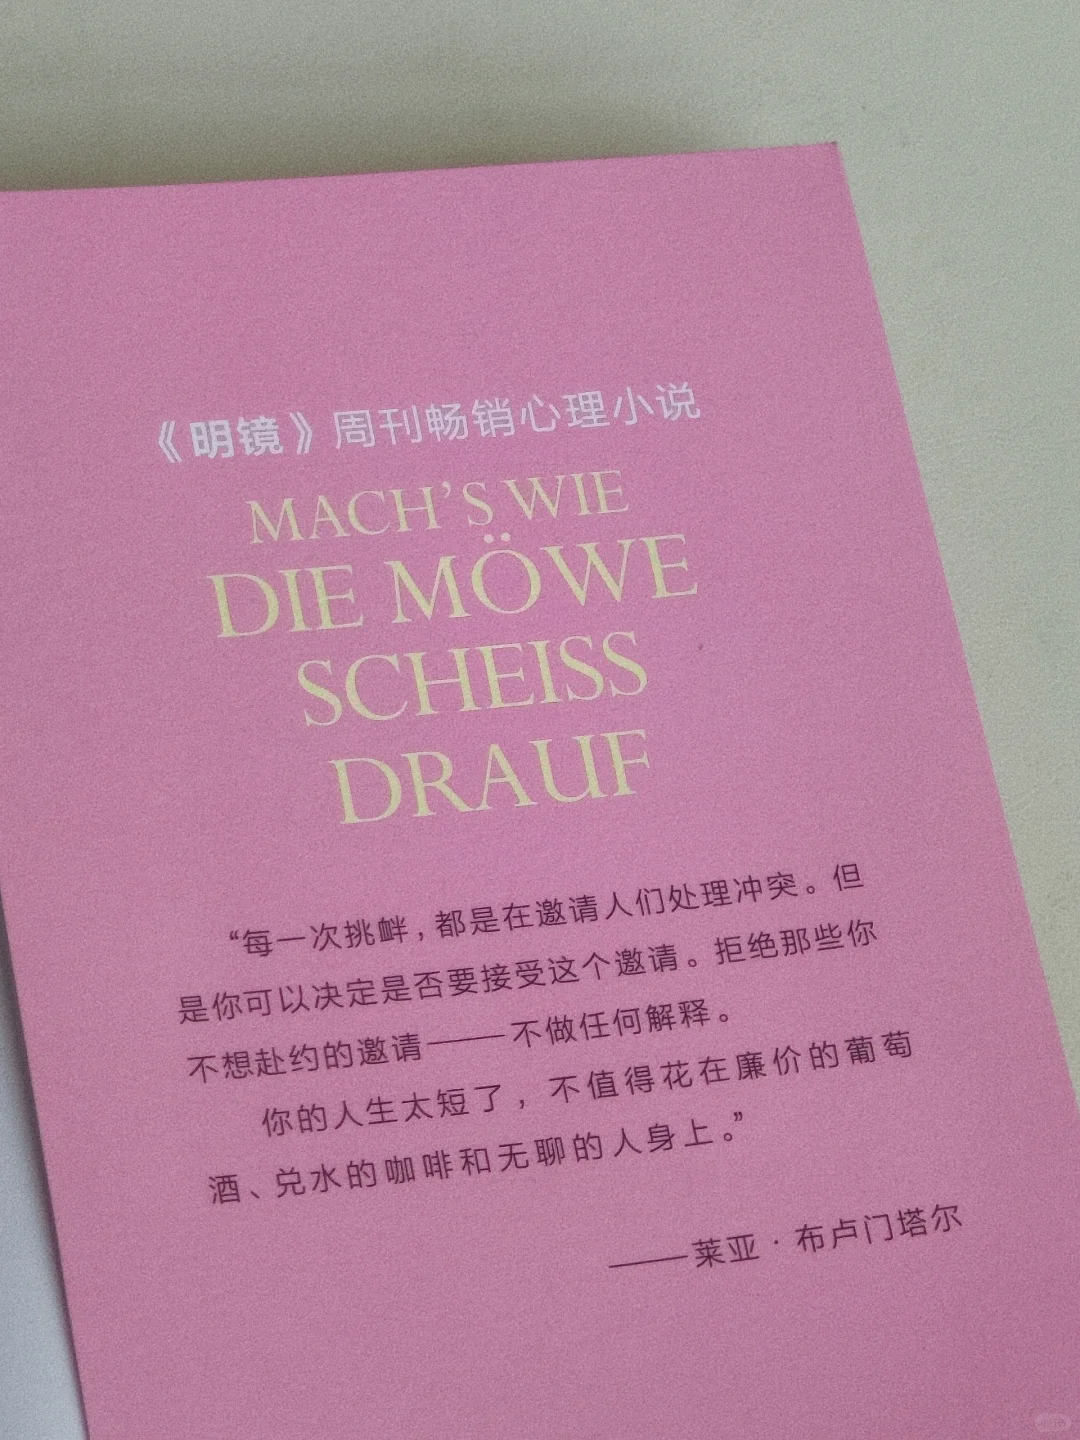 《明镜》周刊畅销心理小说
MACH'S WIE
DIE MÖWE
SCHEISS
DRAUF
“每一次挑衅，都是在邀请人们处理冲突。但
是你可以决定是否要接受这个邀请。拒绝那些你
不想赴约的邀请——不做任何解释。
你的人生太短了，不值得花在廉价的葡萄
酒、兑水的咖啡和无聊的人身上。”
——莱亚·布卢门塔尔